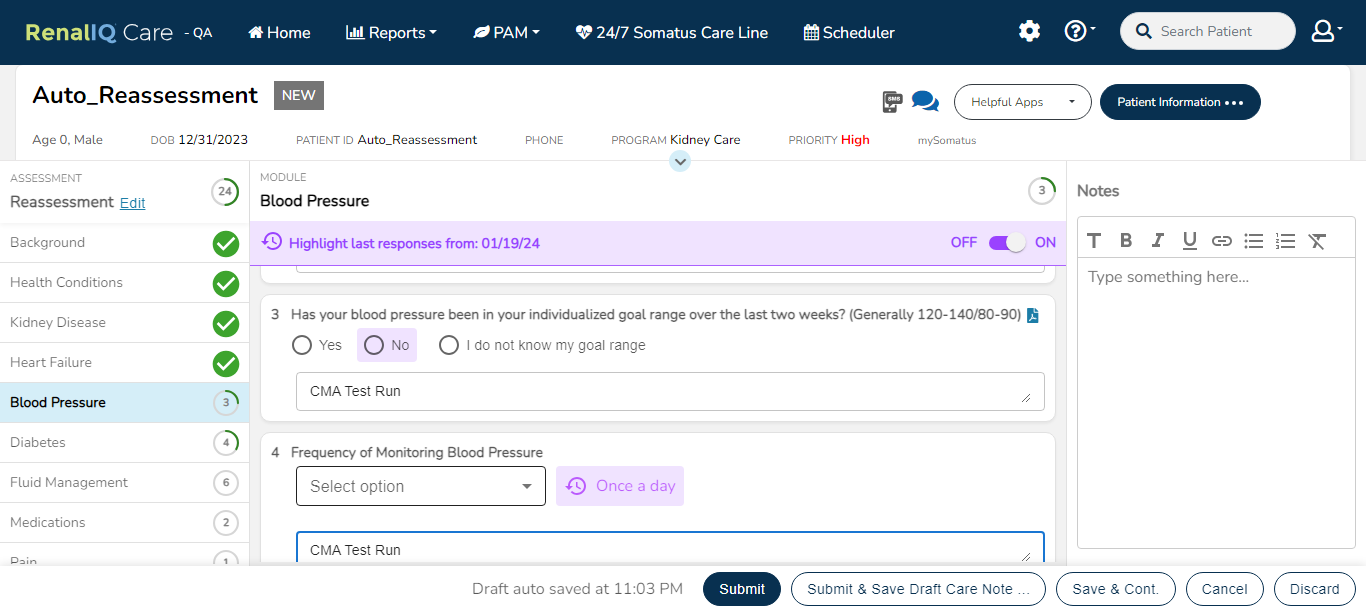 RenalIQ Care - QA
Home
Reports
PAM
24/7 Somatus Care Line
Scheduler
Search Patient
Auto_Reassessment
NEW
SMS
Helpful Apps
Patient Information •••
Age 0, Male
DOB 12/31/2023
PATIENT ID Auto_Reassessment
PHONE
PROGRAM Kidney Care
PRIORITY High
mySomatus
ASSESSMENT
Reassessment Edit
24
Background
Health Conditions
Kidney Disease
Heart Failure
Blood Pressure
3
Diabetes
4
Fluid Management
6
Medications
2
Pain
1
MODULE
Blood Pressure
3
Highlight last responses from: 01/19/24
OFF
ON
3 Has your blood pressure been in your individualized goal range over the last two weeks? (Generally 120-140/80-90)
Yes
No
I do not know my goal range
CMA Test Run
4 Frequency of Monitoring Blood Pressure
Select option
Once a day
CMA Test Run
Notes
Type something here...
Draft auto saved at 11:03 PM
Submit
Submit & Save Draft Care Note ...
Save & Cont.
Cancel
Discard